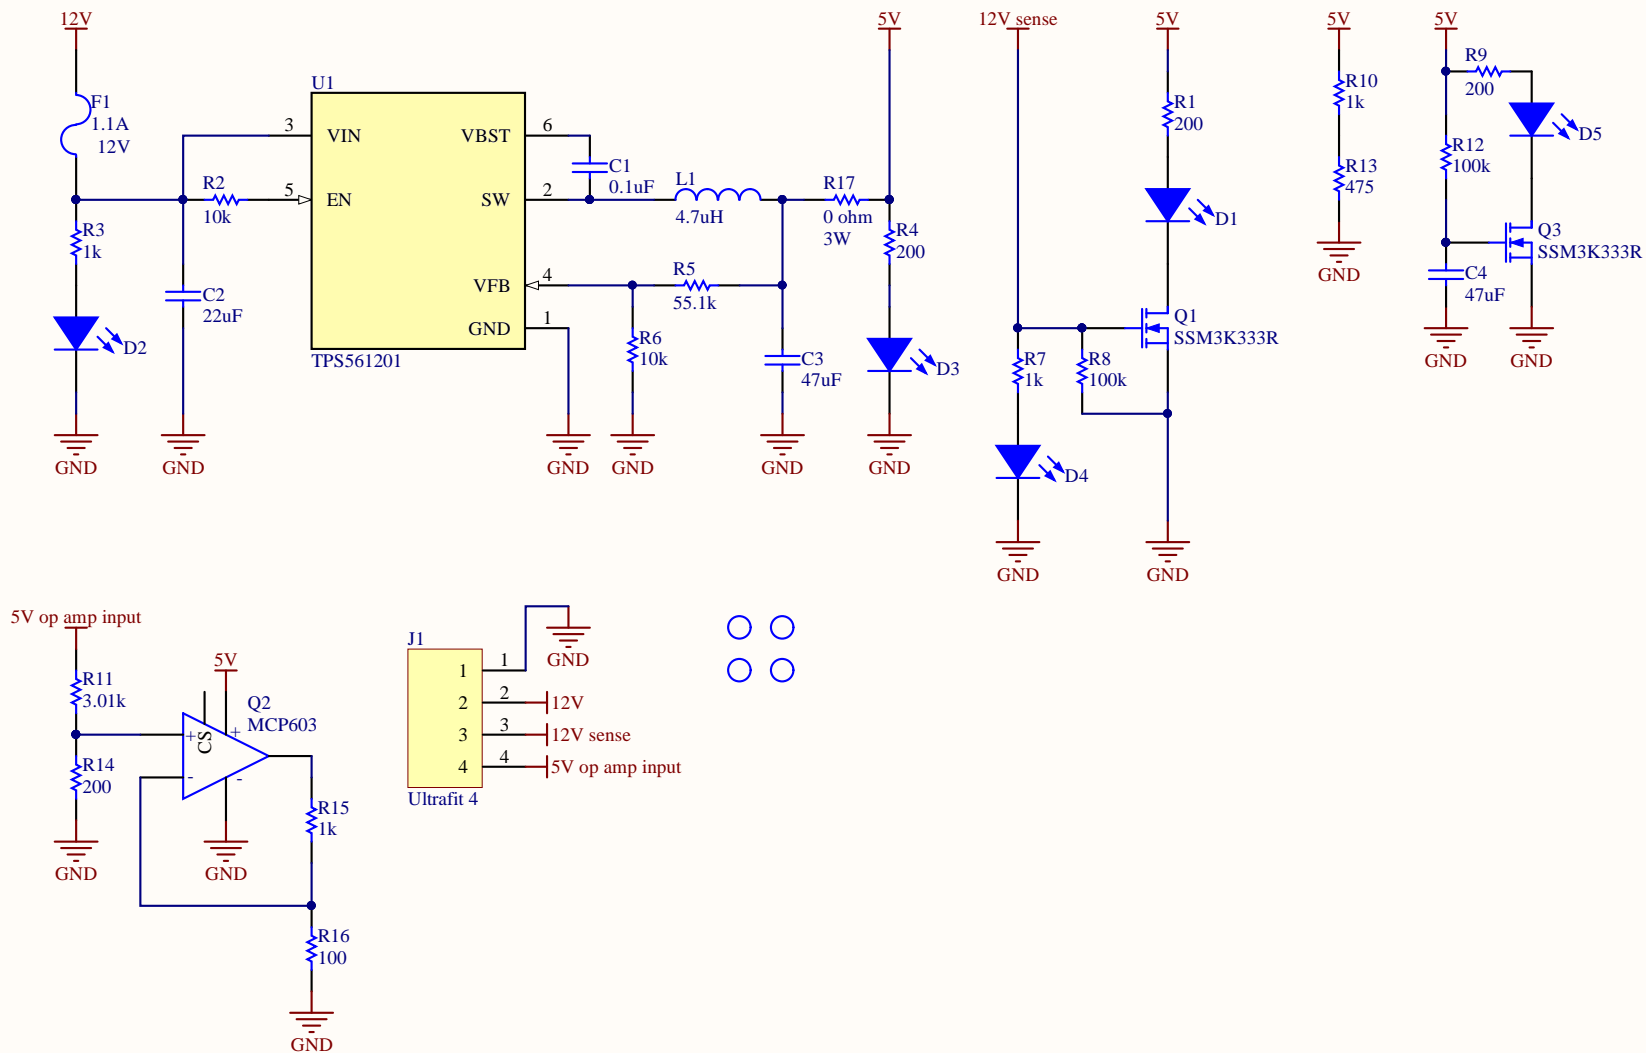 12V
F1
1.1A
12V
R3
1k
D2
GND
R2
10k
C2
22uF
GND
U1
3
VIN
5
EN
VBST
6
SW
2
VFB
4
GND
1
TPS561201
C1
0.1uF
L1
4.7uH
R5
55.1k
R6
10k
GND
GND
C3
47uF
GND
R17
0 ohm
3W
5V
R4
200
D3
GND
12V sense
R7
1k
D4
GND
R8
100k
5V
R1
200
D1
Q1
SSM3K333R
GND
5V
R10
1k
R13
475
GND
5V
R9
200
D5
R12
100k
Q3
SSM3K333R
C4
47uF
GND
GND
5V op amp input
R11
3.01k
R14
200
GND
5V
Q2
MCP603
+
CS
+
-
-
GND
R15
1k
R16
100
GND
J1
1
1
GND
2
2
12V
3
3
12V sense
4
4
5V op amp input
Ultrafit 4